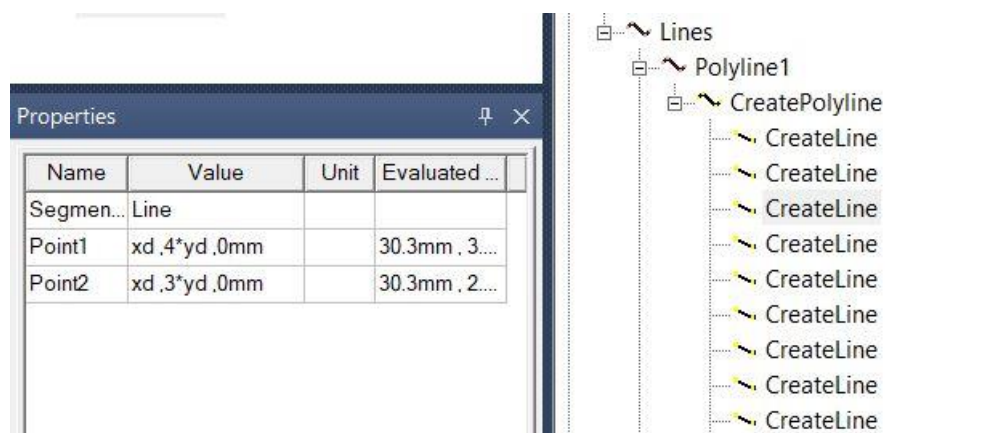 Properties
Name Value Unit Evaluated ...
Segmen... Line
Point1 xd ,4*yd ,0mm 30.3mm , 3....
Point2 xd ,3*yd ,0mm 30.3mm , 2....
Lines
Polyline1
CreatePolyline
CreateLine
CreateLine
CreateLine
CreateLine
CreateLine
CreateLine
CreateLine
CreateLine
CreateLine